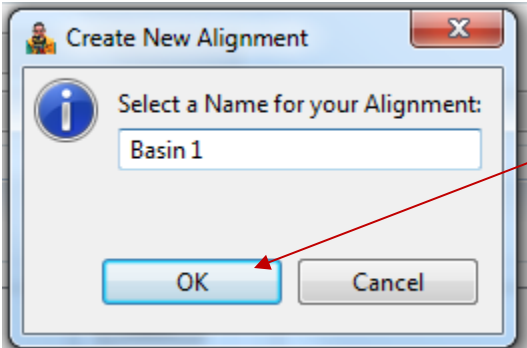 Create New Alignment
Select a Name for your Alignment:
Basin 1
OK
Cancel